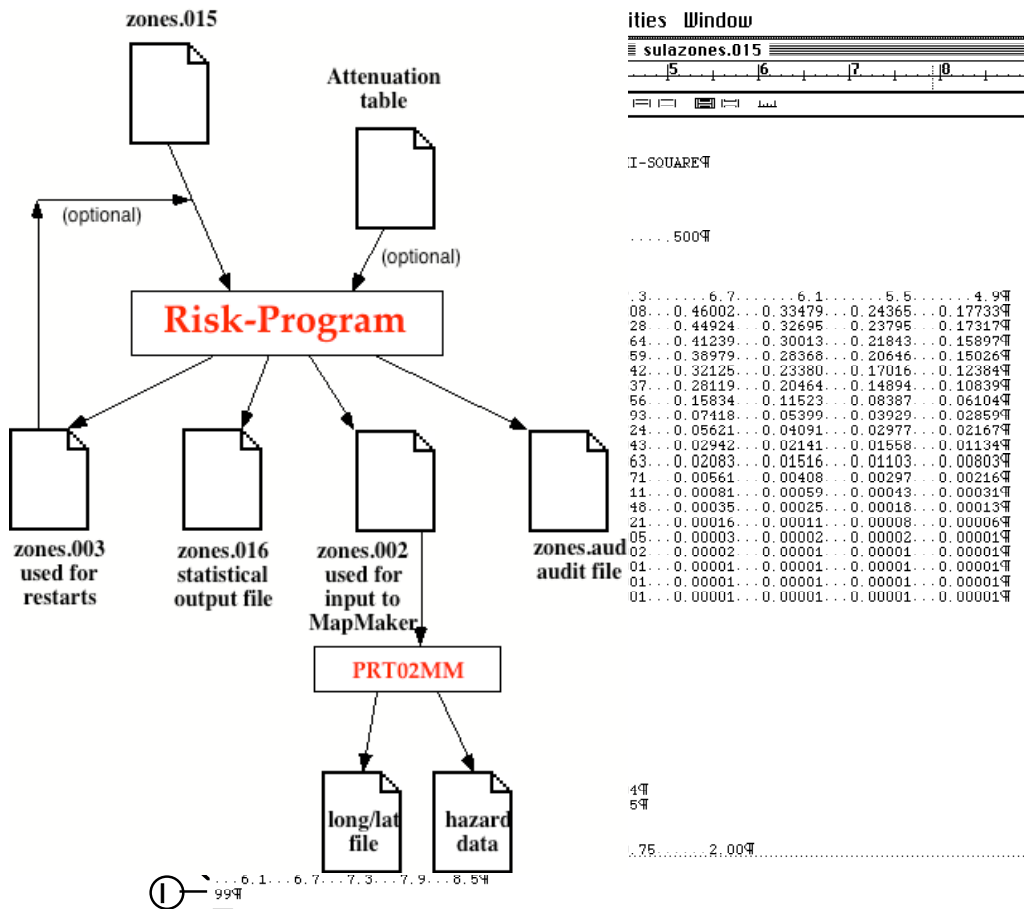 zones.015
Attenuation
table
(optional)
(optional)
Risk-Program
zones.003
used for
restarts
zones.016
statistical
output file
zones.002
used for
input to
MapMaker
zones.aud
audit file
PRT02MM
long/lat
file
hazard
data
ities Window
sulazones.015
5 6 7 8
I-SQUARE¶
.....500¶
.3.......6.7.......6.1.......5.5.......4.9¶
08...0.46002...0.33479...0.24365...0.17733¶
28...0.44924...0.32695...0.23795...0.17317¶
64...0.41239...0.30013...0.21843...0.15897¶
59...0.38979...0.28368...0.20646...0.15026¶
42...0.32125...0.23380...0.17016...0.12384¶
37...0.28119...0.20464...0.14894...0.10839¶
56...0.15834...0.11523...0.08387...0.06104¶
93...0.07418...0.05399...0.03929...0.02859¶
24...0.05621...0.04091...0.02977...0.02167¶
43...0.02942...0.02141...0.01558...0.01134¶
63...0.02083...0.01516...0.01103...0.00803¶
71...0.00561...0.00408...0.00297...0.00216¶
11...0.00081...0.00059...0.00043...0.00031¶
48...0.00035...0.00025...0.00018...0.00013¶
21...0.00016...0.00011...0.00008...0.00006¶
05...0.00003...0.00002...0.00002...0.00001¶
02...0.00002...0.00001...0.00001...0.00001¶
01...0.00001...0.00001...0.00001...0.00001¶
01...0.00001...0.00001...0.00001...0.00001¶
4¶
5¶
.75......2.00¶
...6.1...6.7...7.3...7.9...8.5¶
99¶